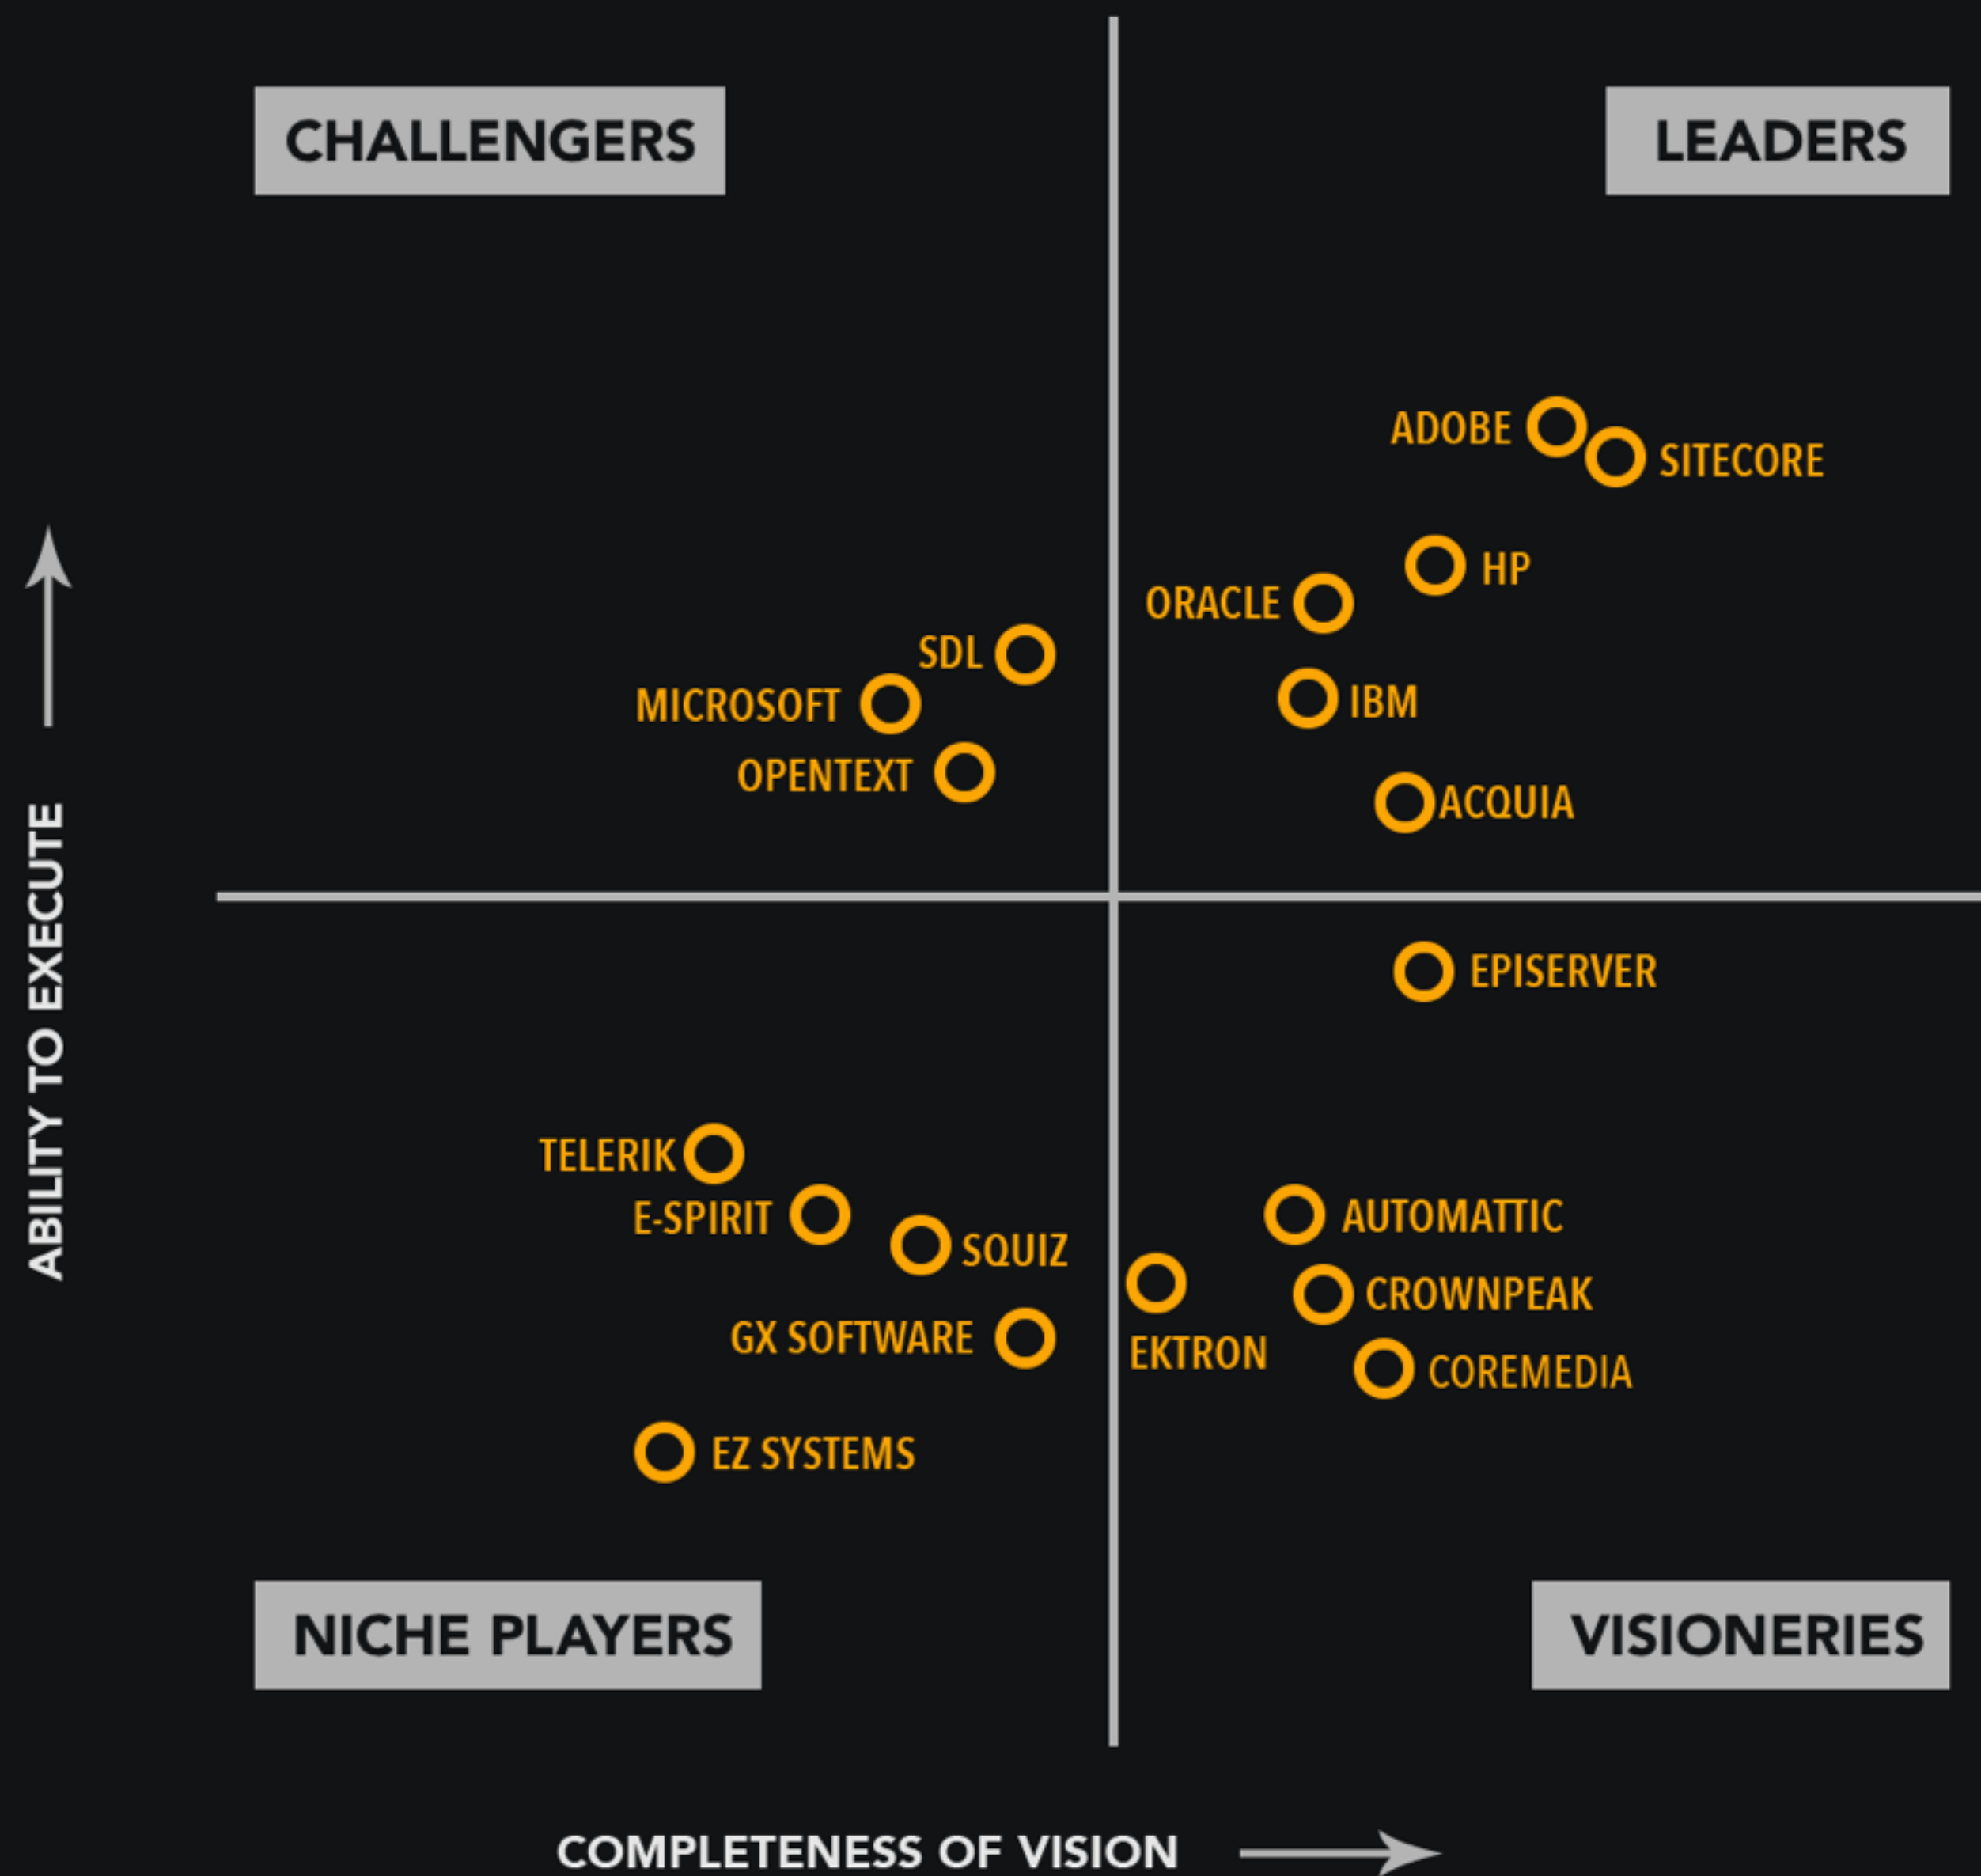 CHALLENGERS
LEADERS
ADOBE
SITECORE
HP
ORACLE
SDL
IBM
MICROSOFT
OPENTEXT
ACQUIA
ABILITY TO EXECUTE
EPISERVER
TELERIK
E-SPIRIT
AUTOMATTIC
SQUIZ
CROWNPEAK
GX SOFTWARE
EKTRON
COREMEDIA
EZ SYSTEMS
NICHE PLAYERS
VISIONERIES
COMPLETENESS OF VISION